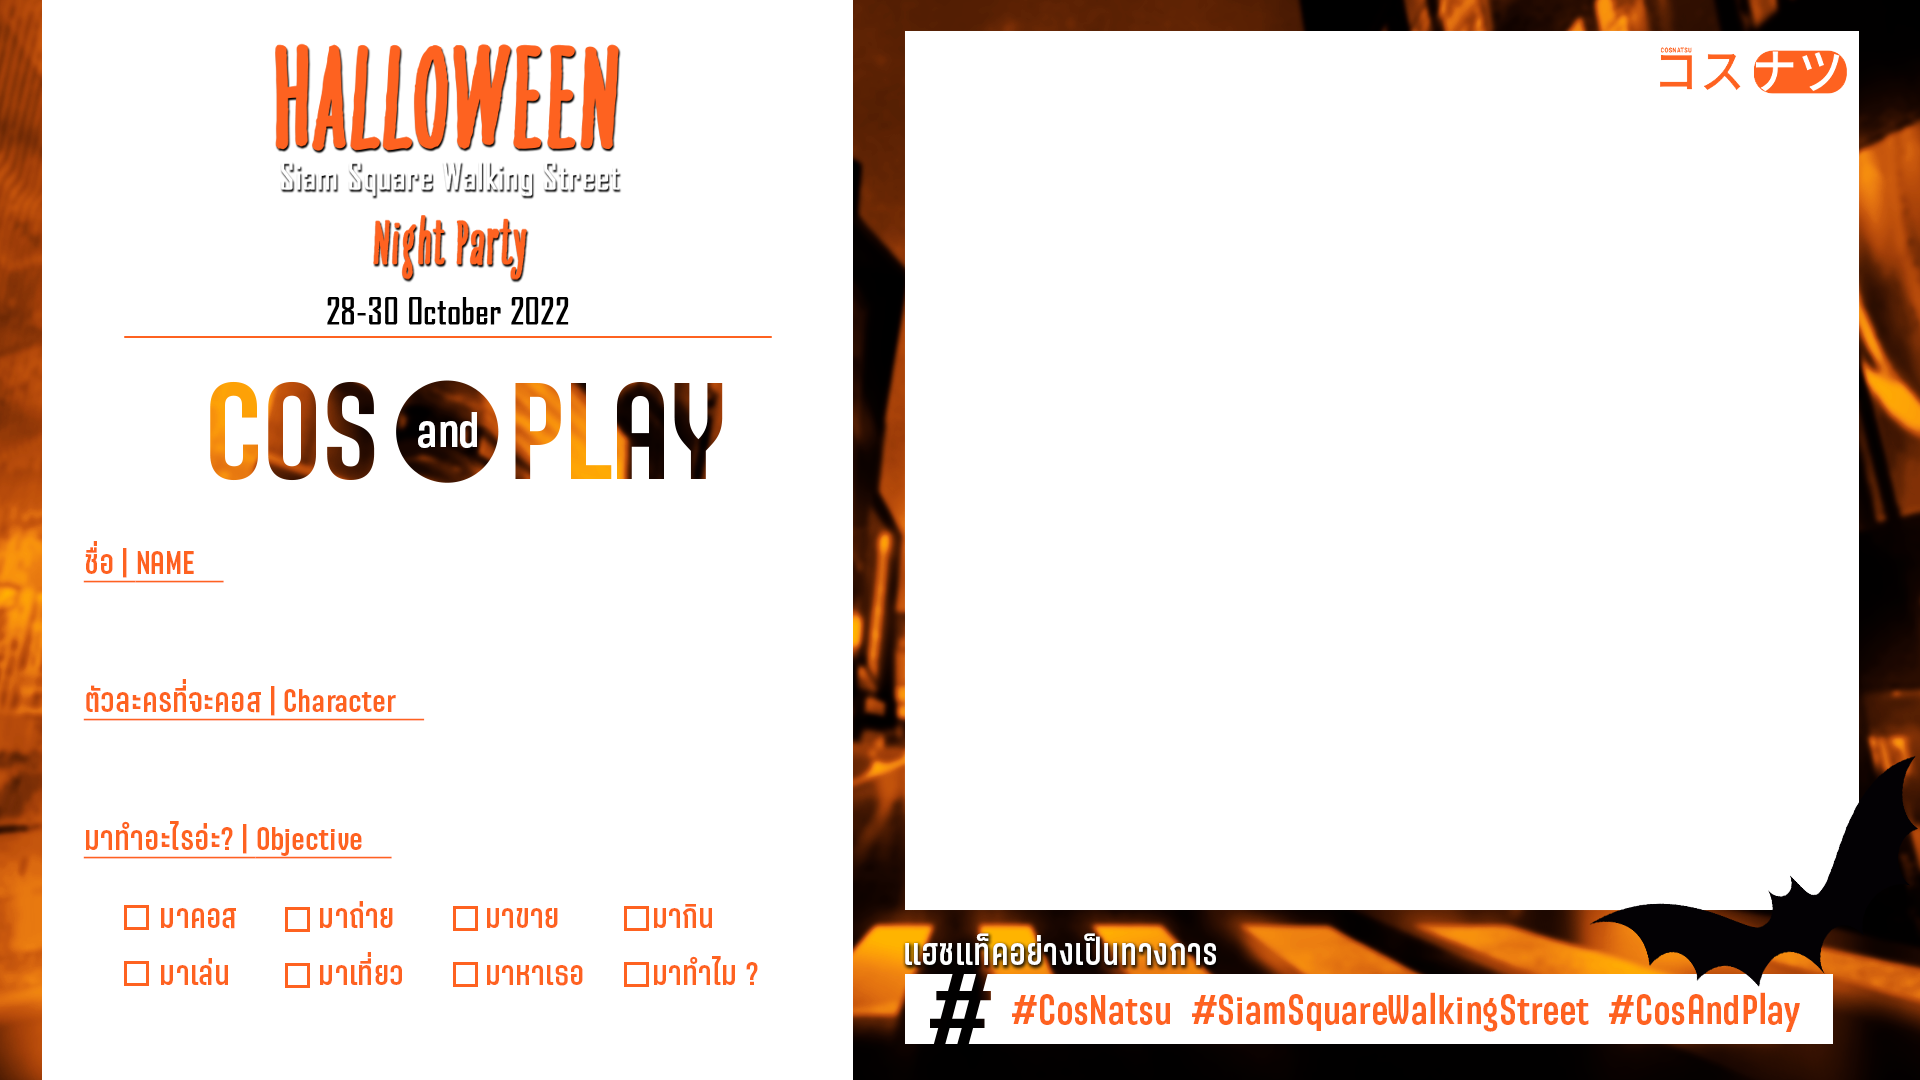 HALLOWEEN
Siam Square Walking Street
Night Party
28-30 October 2022
COS and PLAY
ชื่อ | NAME
ตัวละครที่จะคอส | Character
มาทำอะไรอ่ะ? | Objective
มาคอส มาถ่าย มาขาย มากิน
มาเล่น มาเที่ยว มาหาเธอ มาทำไม ?
COSNATSU
コスナツ
แฮชแท็คอย่างเป็นทางการ
# #CosNatsu #SiamSquareWalkingStreet #CosAndPlay